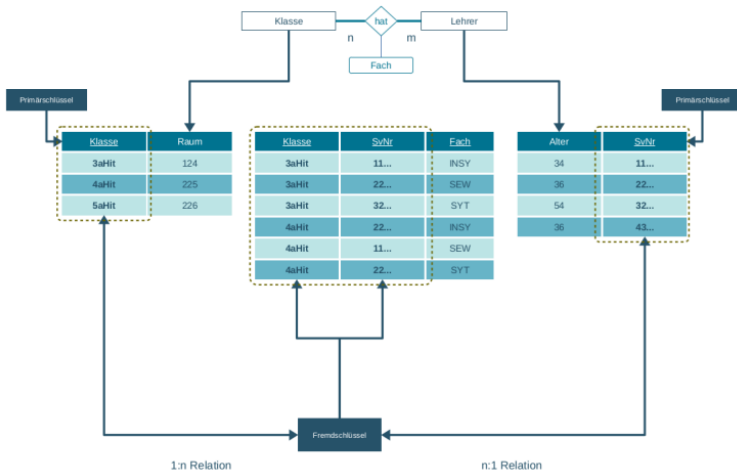 Klasse
hat
Lehrer
n
m
Fach
Primärschlüssel
Primärschlüssel
Klasse Raum
3aHit 124
4aHit 225
5aHit 226
Klasse SvNr Fach
3aHit 11... INSY
3aHit 22... SEW
3aHit 32... SYT
4aHit 22... INSY
4aHit 11... SEW
4aHit 22... SYT
Alter SvNr
34 11...
36 22...
54 32...
36 43...
Fremdschlüssel
1:n Relation
n:1 Relation